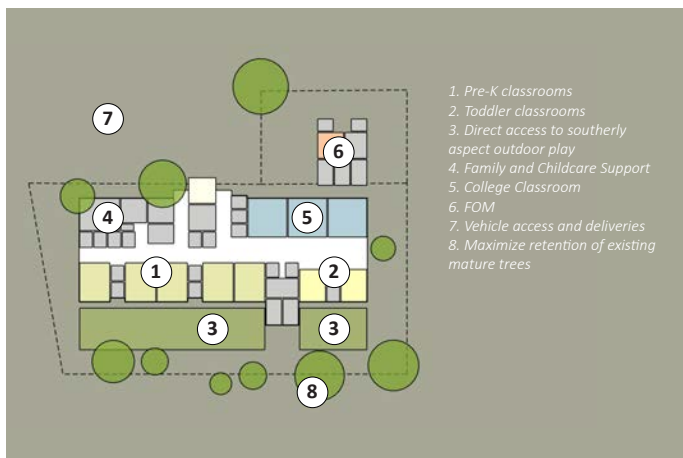 1. Pre-K classrooms
2. Toddler classrooms
3. Direct access to southerly
aspect outdoor play
4. Family and Childcare Support
5. College Classroom
6. FOM
7. Vehicle access and deliveries
8. Maximize retention of existing
mature trees
7
6
4
5
1
2
3
3
8